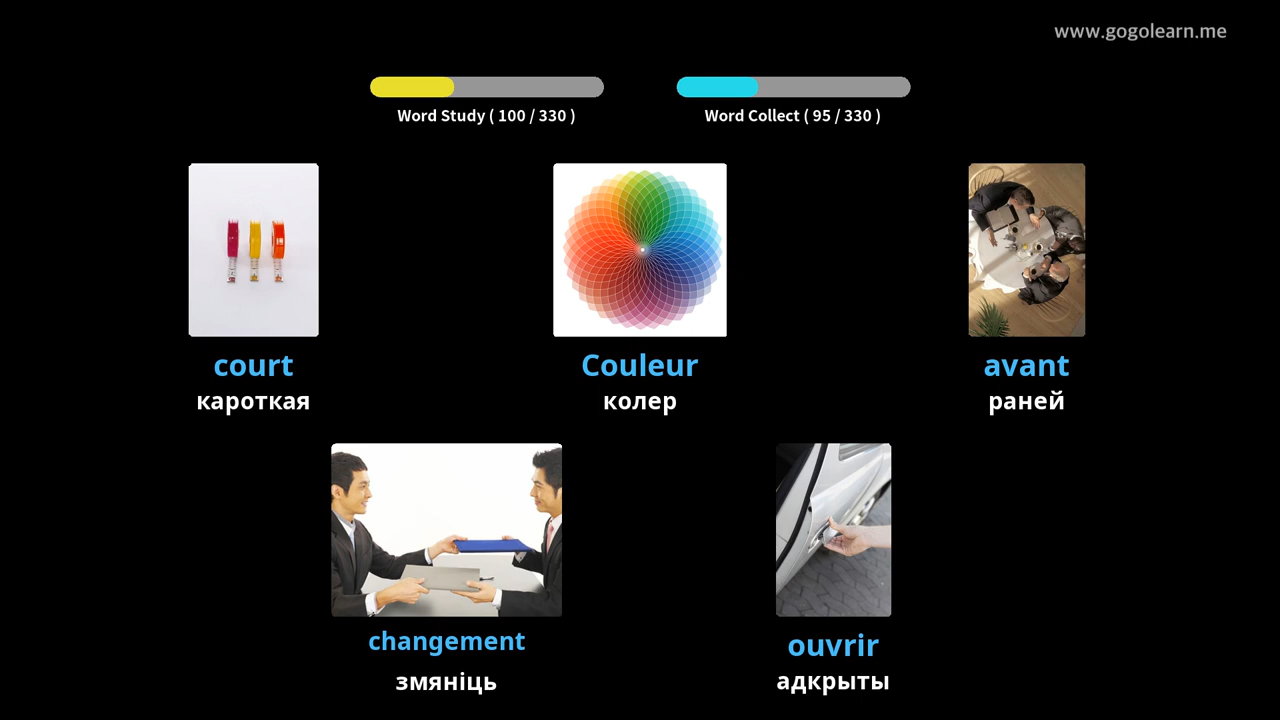 www.gogolearn.me
Word Study ( 100 / 330 )
Word Collect ( 95 / 330 )
court
кароткая
Couleur
колер
avant
раней
changement
змяніць
ouvrir
адкрыты